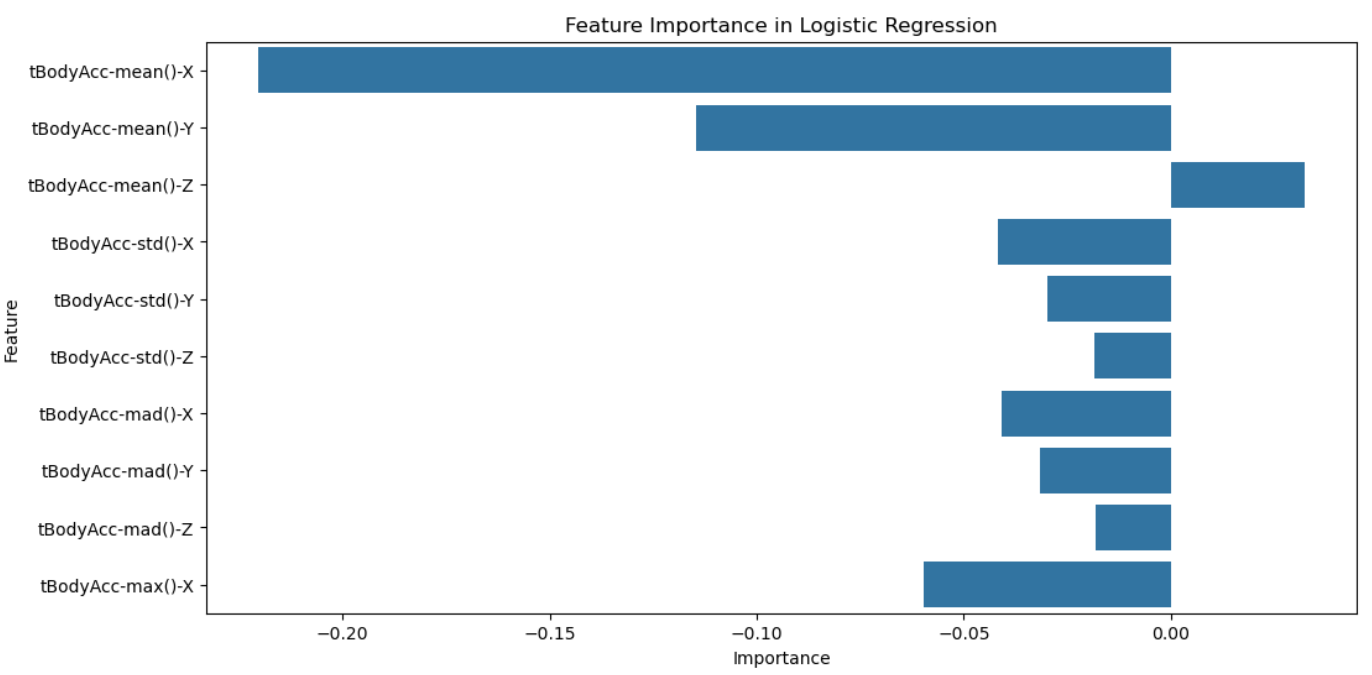 Feature Importance in Logistic Regression
tBodyAcc-mean()-X
tBodyAcc-mean()-Y
tBodyAcc-mean()-Z
tBodyAcc-std()-X
tBodyAcc-std()-Y
tBodyAcc-std()-Z
tBodyAcc-mad()-X
tBodyAcc-mad()-Y
tBodyAcc-mad()-Z
tBodyAcc-max()-X
Feature
−0.20 −0.15 −0.10 −0.05 0.00
Importance